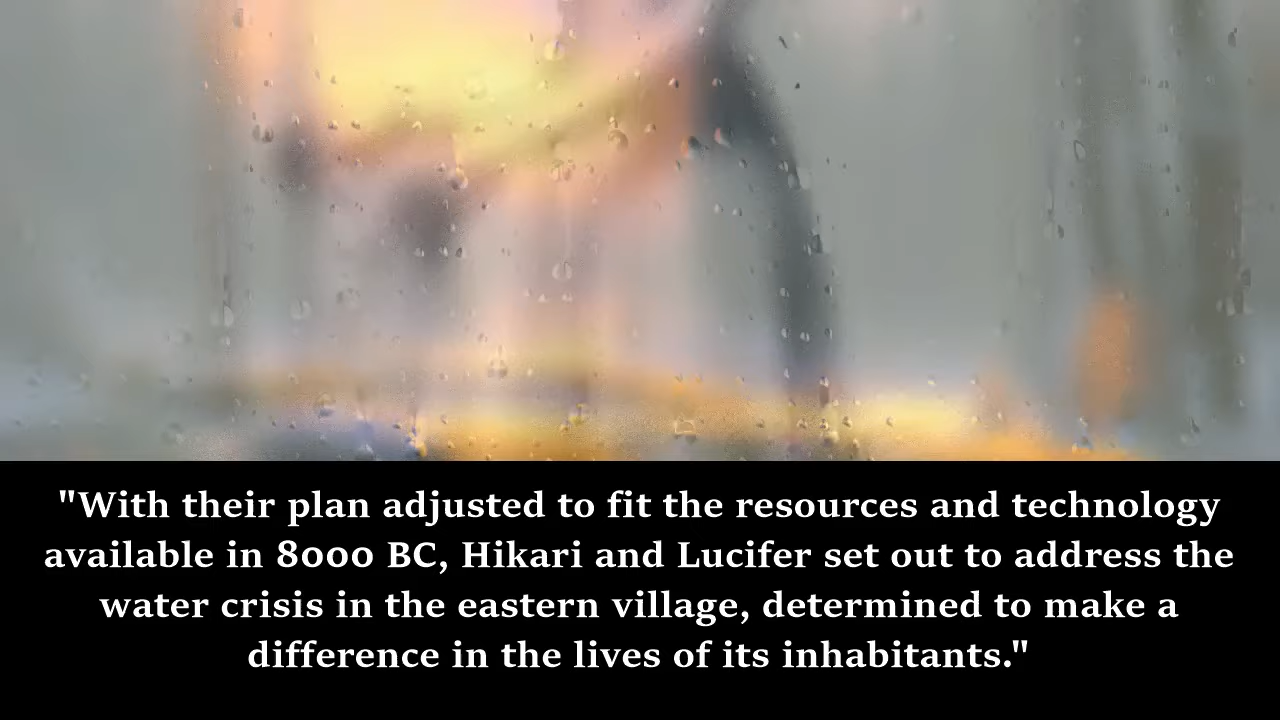 "With their plan adjusted to fit the resources and technology
available in 8000 BC, Hikari and Lucifer set out to address the
water crisis in the eastern village, determined to make a
difference in the lives of its inhabitants."